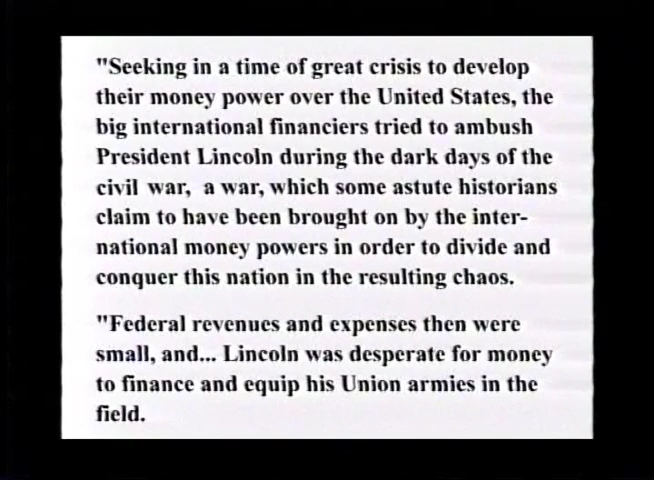 "Seeking in a time of great crisis to develop
their money power over the United States, the
big international financiers tried to ambush
President Lincoln during the dark days of the
civil war, a war, which some astute historians
claim to have been brought on by the inter-
national money powers in order to divide and
conquer this nation in the resulting chaos.
"Federal revenues and expenses then were
small, and... Lincoln was desperate for money
to finance and equip his Union armies in the
field.